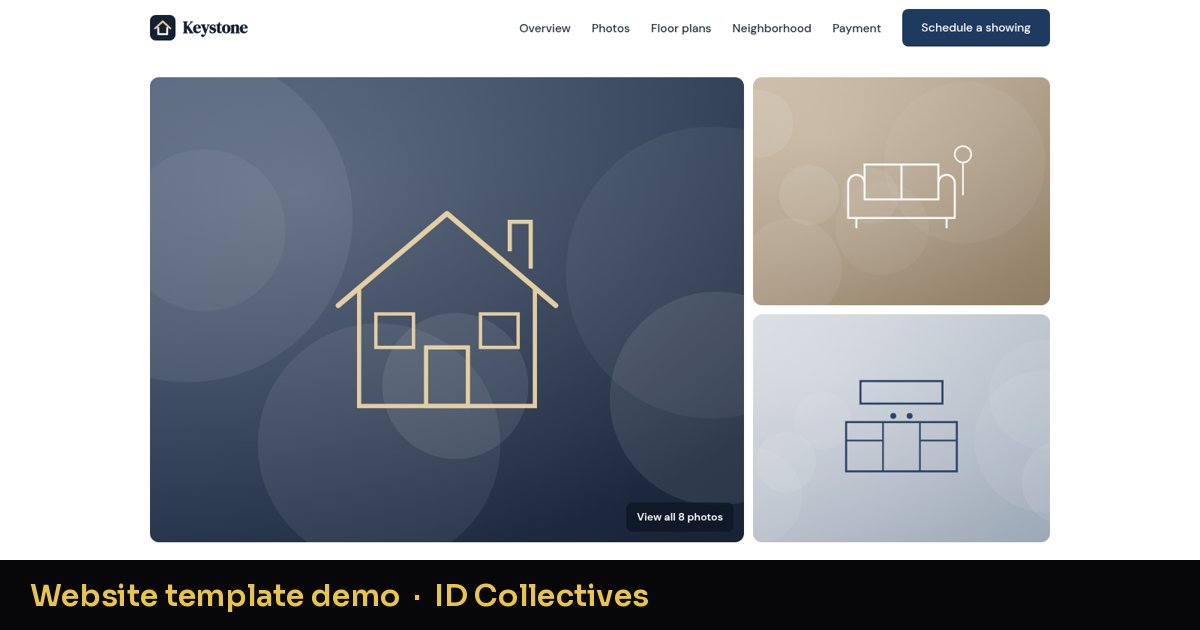 Keystone
Overview Photos Floor plans Neighborhood Payment Schedule a showing
View all 8 photos
Website template demo · ID Collectives